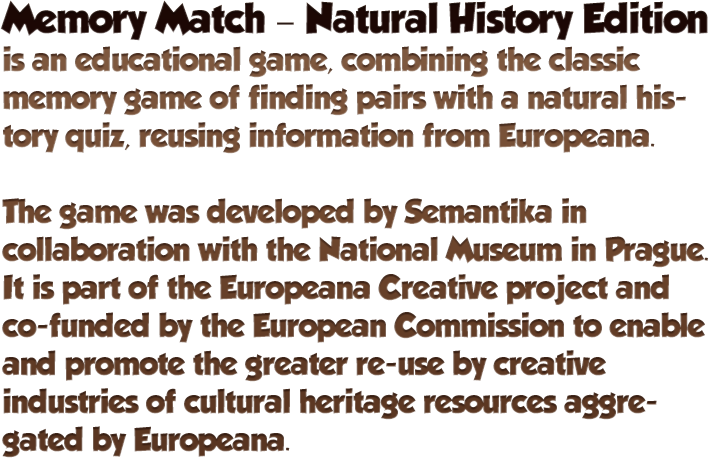 Memory Match – Natural History Edition
is an educational game, combining the classic
memory game of finding pairs with a natural his-
tory quiz, reusing information from Europeana.
The game was developed by Semantika in
collaboration with the National Museum in Prague.
It is part of the Europeana Creative project and
co-funded by the European Commission to enable
and promote the greater re-use by creative
industries of cultural heritage resources aggre-
gated by Europeana.